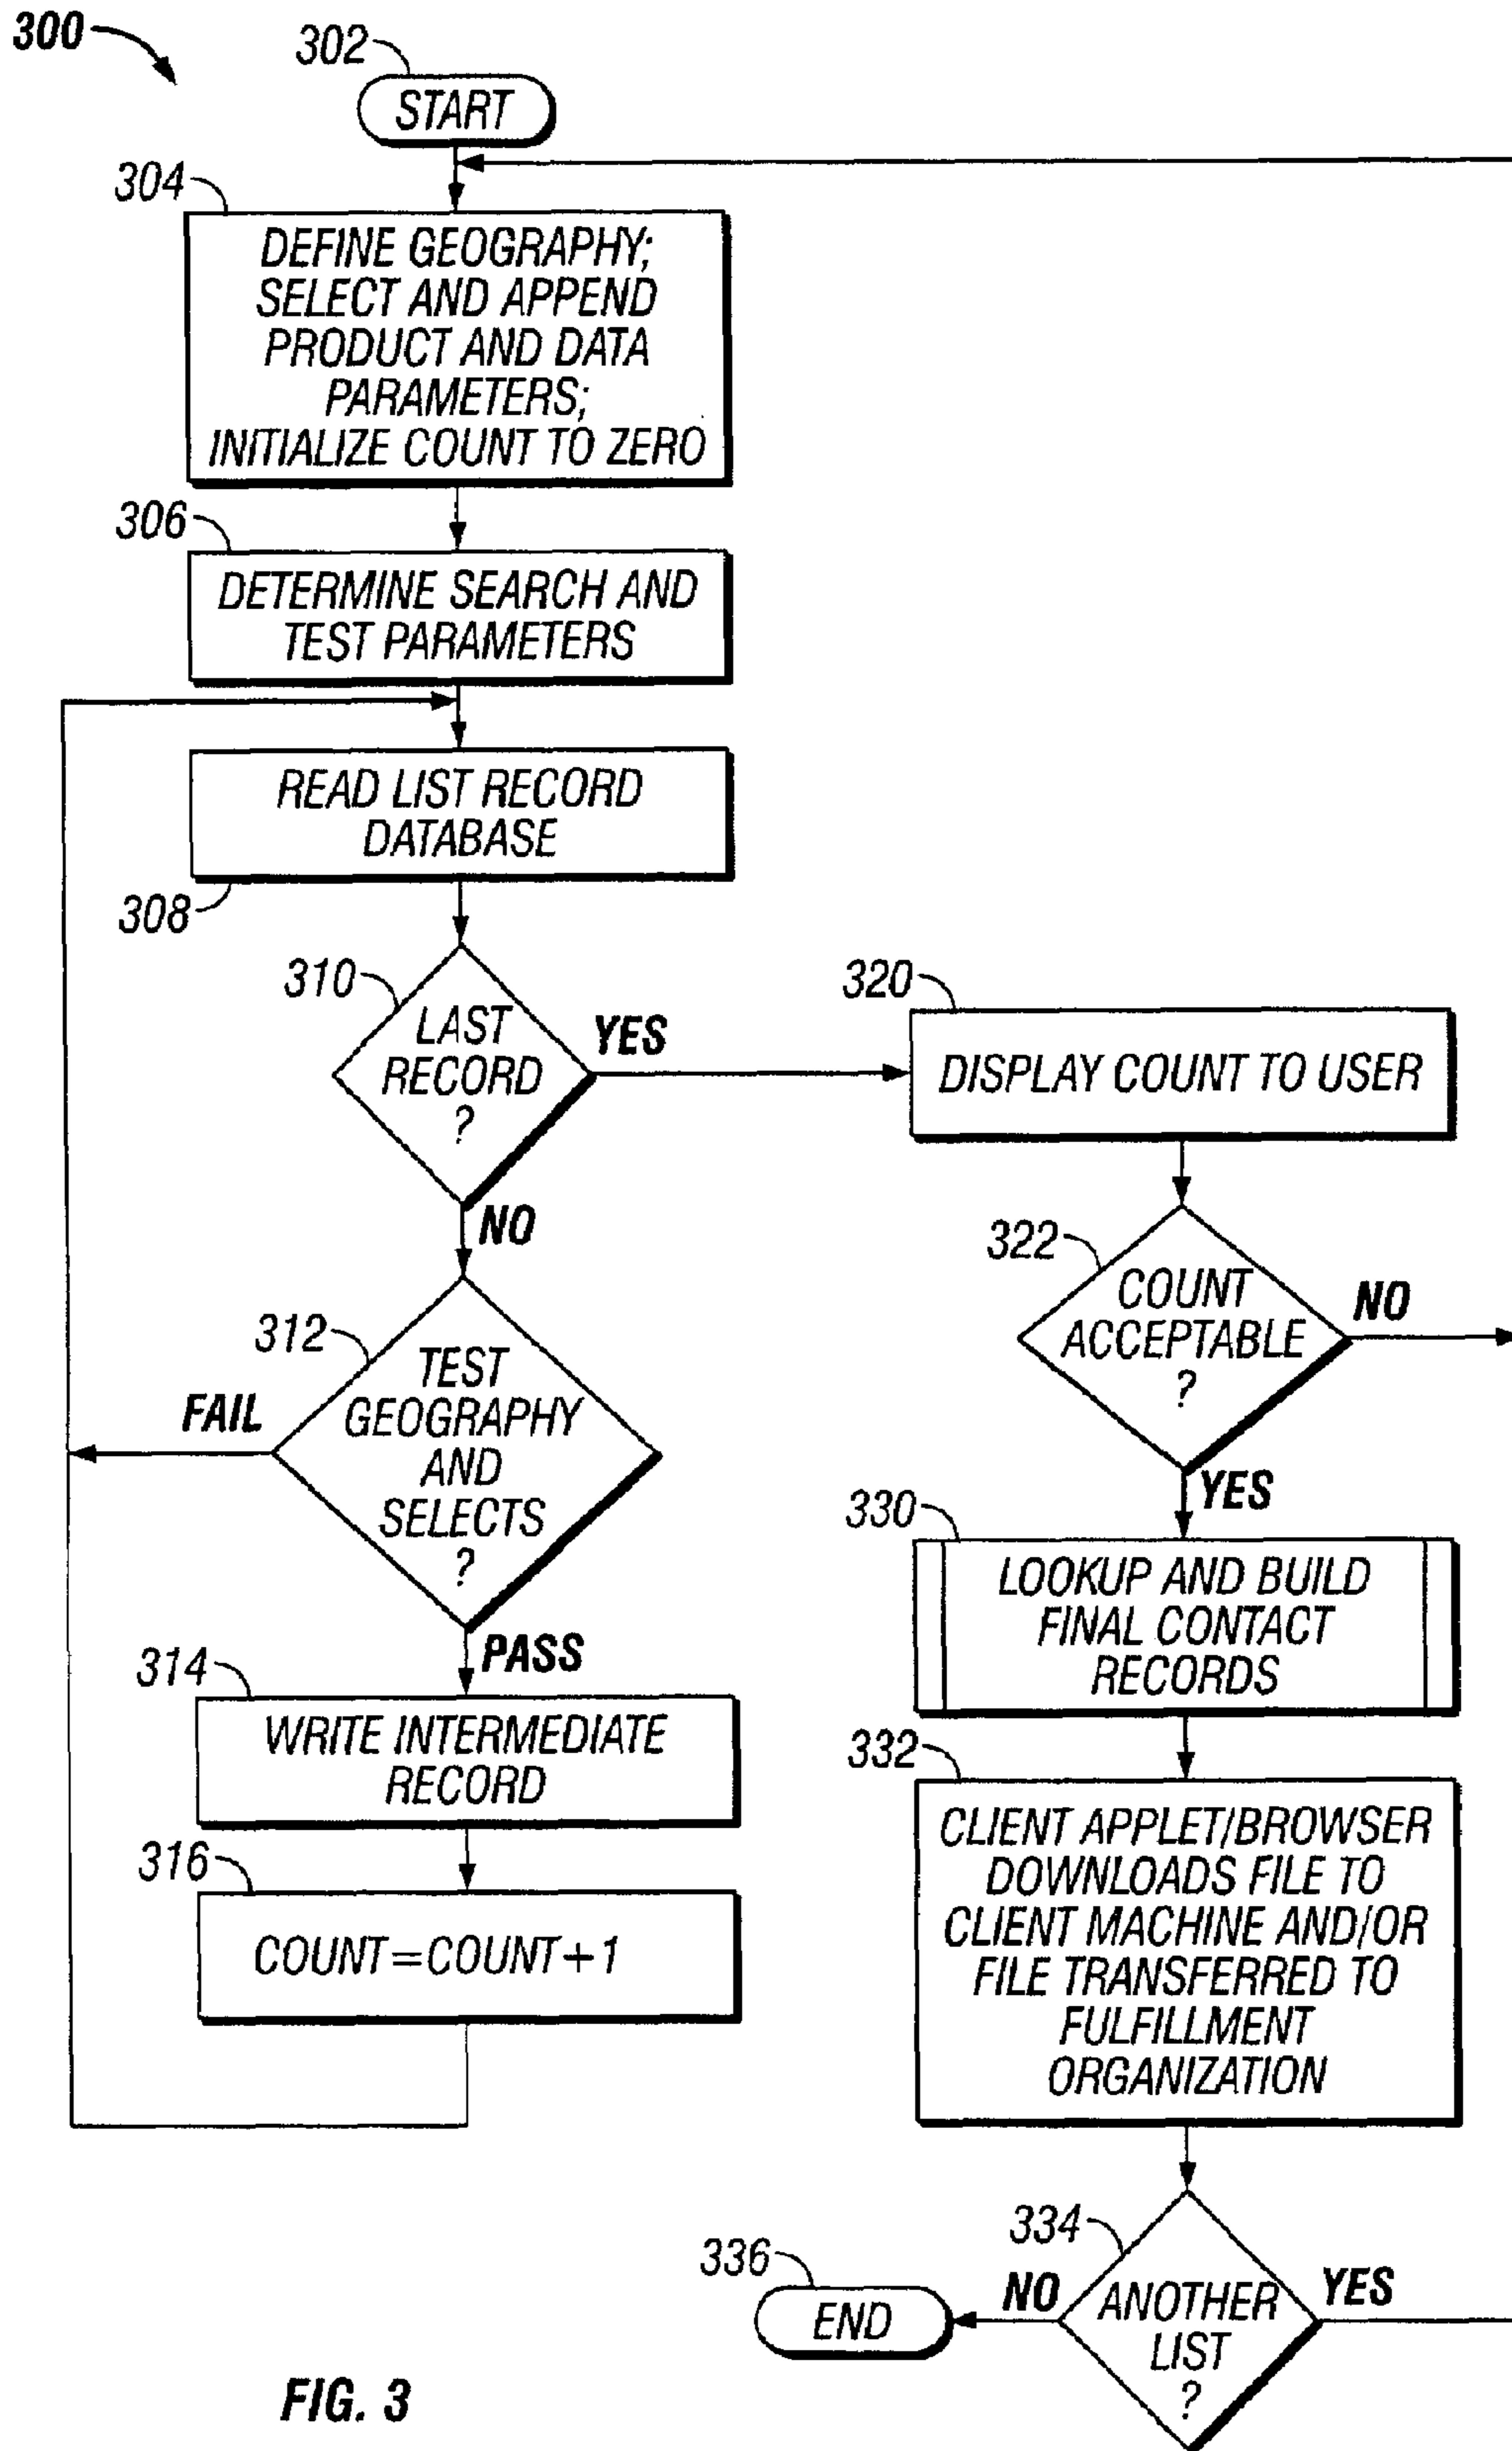 300
302
START
304
DEFINE GEOGRAPHY;
SELECT AND APPEND
PRODUCT AND DATA
PARAMETERS;
INITIALIZE COUNT TO ZERO
306
DETERMINE SEARCH AND
TEST PARAMETERS
READ LIST RECORD
DATABASE
308
310
LAST
RECORD
?
YES
NO
312
TEST
GEOGRAPHY
AND
SELECTS
?
FAIL
PASS
314
WRITE INTERMEDIATE
RECORD
316
COUNT=COUNT+1
320
DISPLAY COUNT TO USER
322
COUNT
ACCEPTABLE
?
NO
YES
330
LOOKUP AND BUILD
FINAL CONTACT
RECORDS
332
CLIENT APPLET/BROWSER
DOWNLOADS FILE TO
CLIENT MACHINE AND/OR
FILE TRANSFERRED TO
FULFILLMENT
ORGANIZATION
334
ANOTHER
LIST
?
YES
NO
336
END
FIG. 3